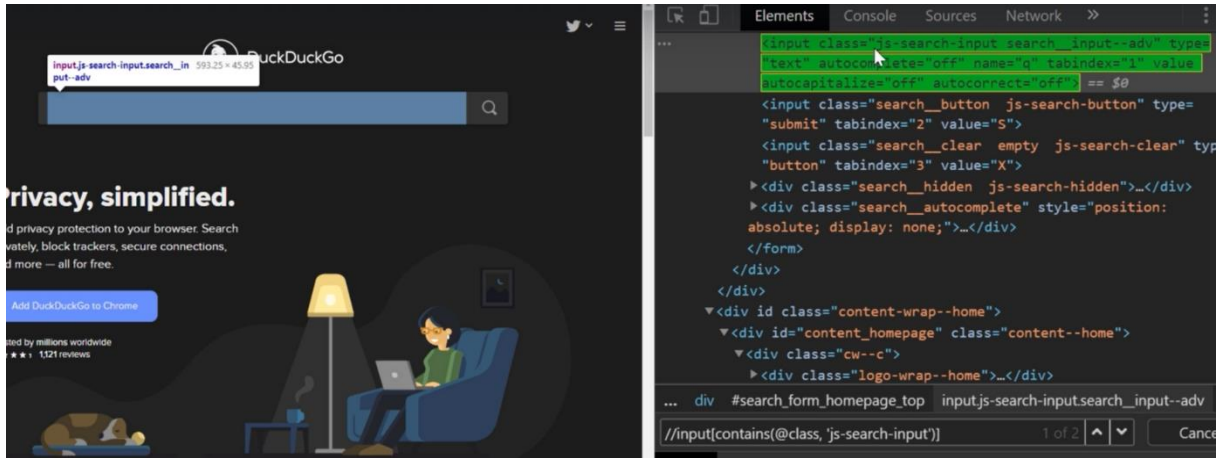 DuckDuckGo
input.js-search-input.search__in 593.25 × 45.95
put--adv
Privacy, simplified.
d privacy protection to your browser. Search
vately, block trackers, secure connections,
d more — all for free.
Add DuckDuckGo to Chrome
sted by millions worldwide
1,121 reviews
Elements Console Sources Network »
... <input class="js-search-input search__input--adv" type=
"text" autocomplete="off" name="q" tabindex="1" value
autocapitalize="off" autocorrect="off"> == $0
<input class="search__button js-search-button" type=
"submit" tabindex="2" value="S">
<input class="search__clear empty js-search-clear" typ
"button" tabindex="3" value="X">
<div class="search__hidden js-search-hidden">…</div>
<div class="search__autocomplete" style="position:
absolute; display: none;">…</div>
</form>
</div>
</div>
<div id class="content-wrap--home">
<div id="content_homepage" class="content--home">
<div class="cw--c">
<div class="logo-wrap--home">…</div>
... div #search_form_homepage_top input.js-search-input.search__input--adv
//input[contains(@class, 'js-search-input')] 1 of 2 Cance